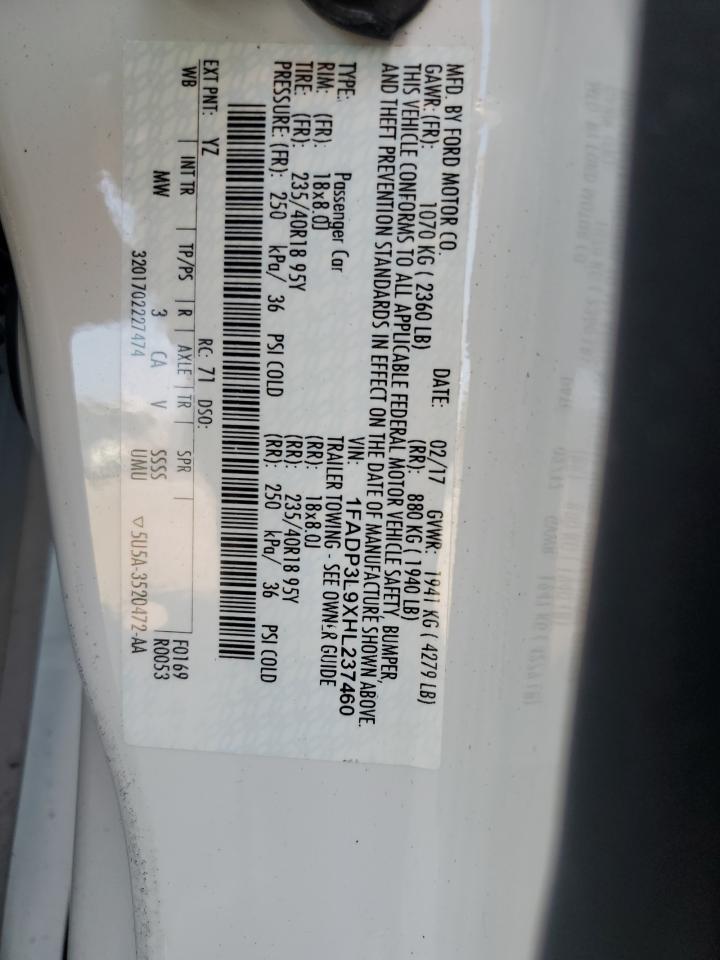 MFD. BY FORD MOTOR CO.
DATE: 02/17 GVWR: 1941 KG ( 4279 LB)
GAWR: (FR): 1070 KG ( 2360 LB) (RR): 880 KG ( 1940 LB)
THIS VEHICLE CONFORMS TO ALL APPLICABLE FEDERAL MOTOR VEHICLE SAFETY, BUMPER,
AND THEFT PREVENTION STANDARDS IN EFFECT ON THE DATE OF MANUFACTURE SHOWN ABOVE.
VIN: 1FADP3L9XHL237460
TYPE: Passenger Car TRAILER TOWING - SEE OWNER GUIDE
RIM: (FR): 18x8.0J (RR): 18x8.0J
TIRE: (FR): 235/40R18 95Y (RR): 235/40R18 95Y
PRESSURE: (FR): 250 kPa/ 36 PSI COLD (RR): 250 kPa/ 36 PSI COLD
EXT PNT: YZ RC: 71 DSO: F0169
WB INT TR TP/PS R AXLE TR SPR R0053
MW 3 CA V SSSS
3201702227474 UMU ▽5U5A-3520472-AA